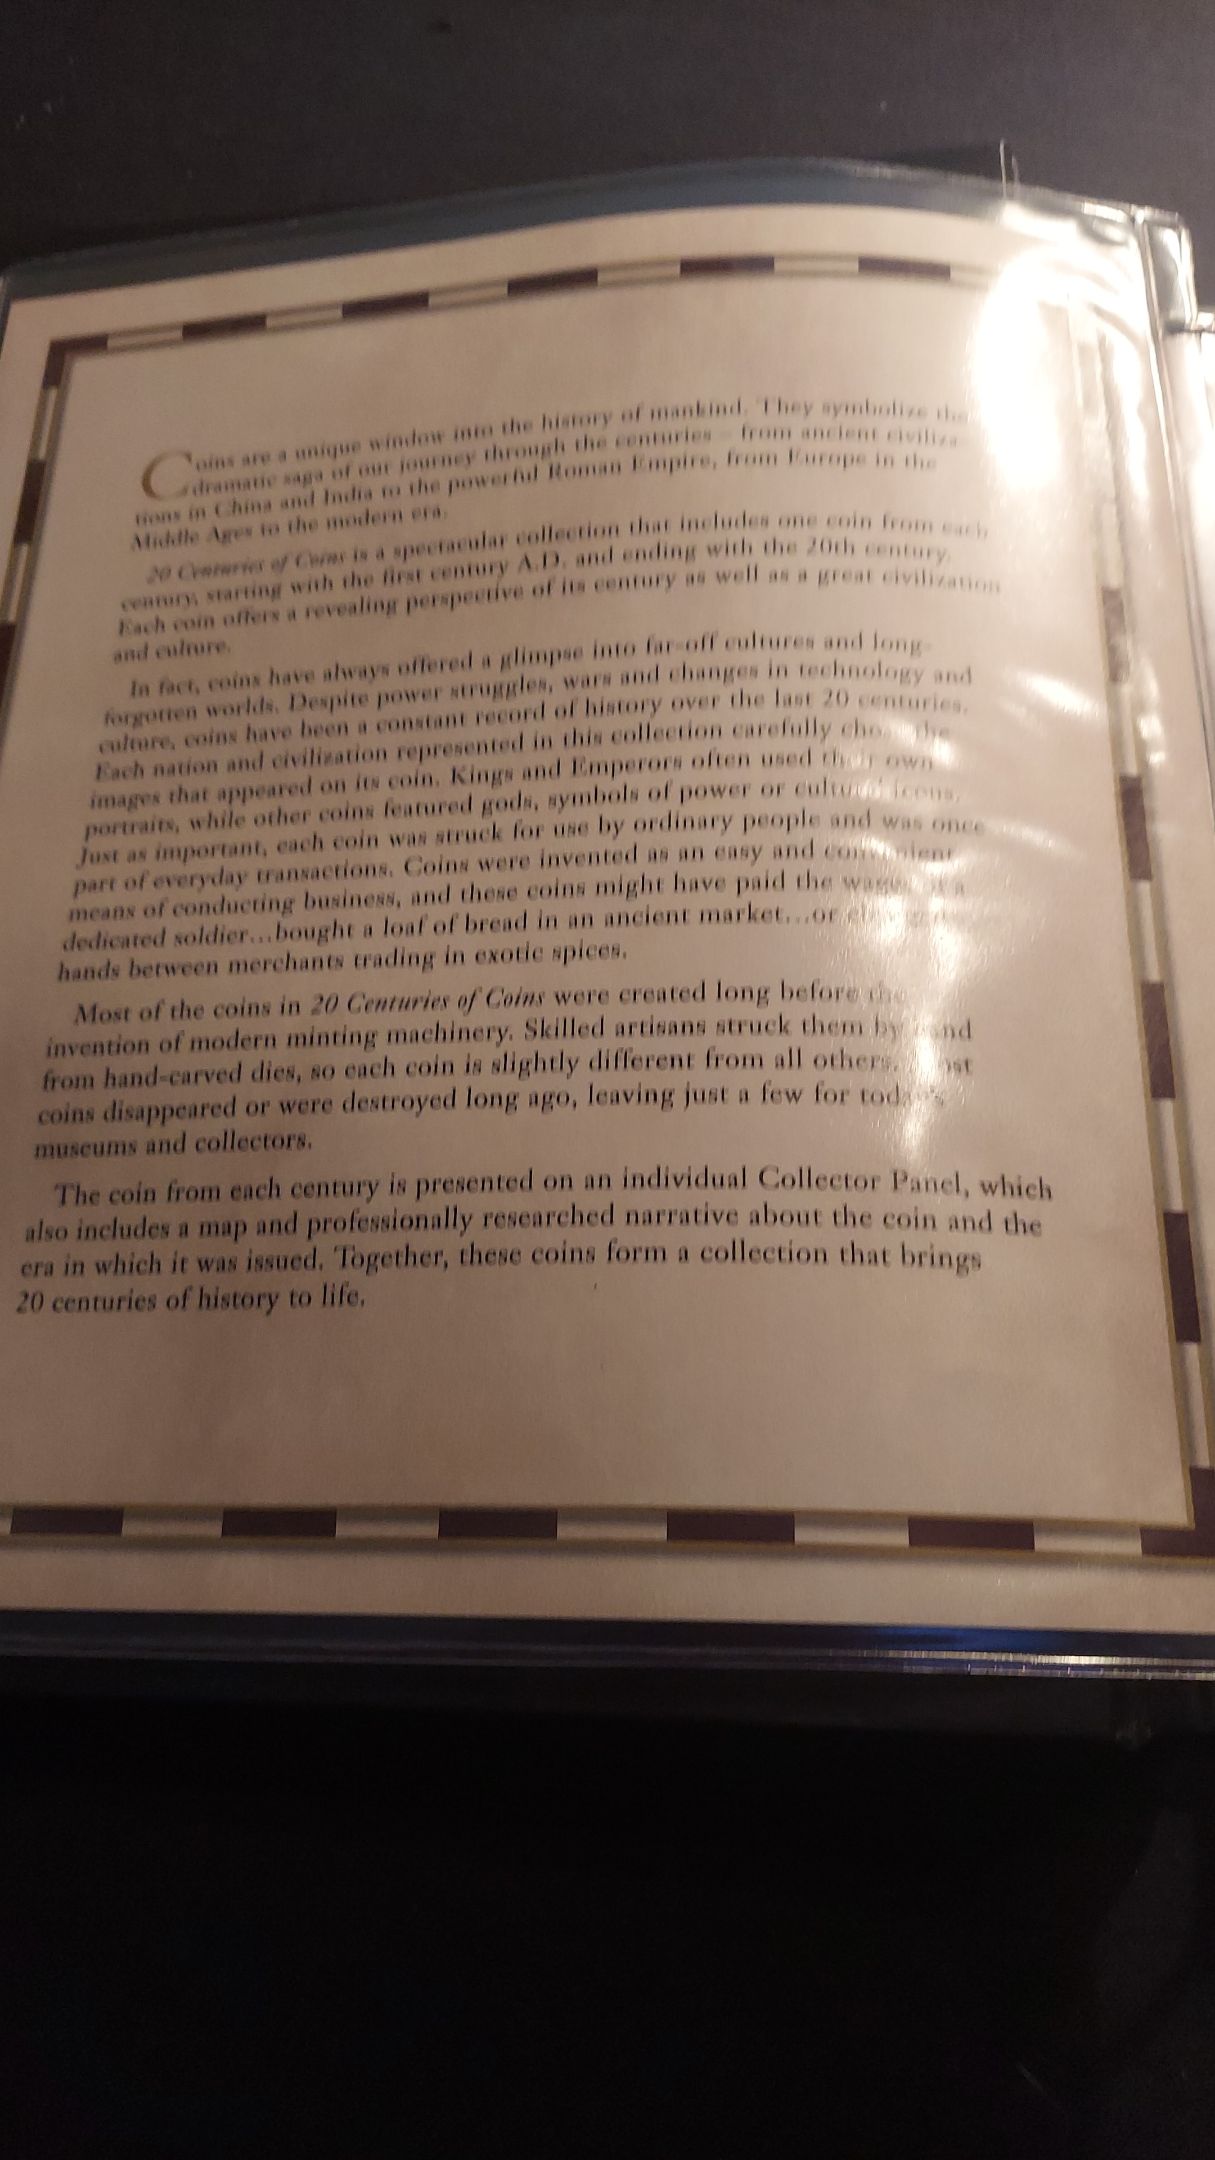 Coins are a unique window into the history of mankind. They symbolize the
dramatic saga of our journey through the centuries – from ancient civiliza-
tions in China and India to the powerful Roman Empire, from Europe in the
Middle Ages to the modern era.
20 Centuries of Coins is a spectacular collection that includes one coin from each
century, starting with the first century A.D. and ending with the 20th century.
Each coin offers a revealing perspective of its century as well as a great civilization
and culture.
In fact, coins have always offered a glimpse into far-off cultures and long-
forgotten worlds. Despite power struggles, wars and changes in technology and
culture, coins have been a constant record of history over the last 20 centuries.
Each nation and civilization represented in this collection carefully the
images that appeared on its coin. Kings and Emperors often used their own
portraits, while other coins featured gods, symbols of power or cultural icons.
Just as important, each coin was struck for use by ordinary people and was once
part of everyday transactions. Coins were invented as an easy and convenient
means of conducting business, and these coins might have paid the wages of a
dedicated soldier...bought a loaf of bread in an ancient market...or
hands between merchants trading in exotic spices.
Most of the coins in 20 Centuries of Coins were created long before the
invention of modern minting machinery. Skilled artisans struck them by hand
from hand-carved dies, so each coin is slightly different from all others.
coins disappeared or were destroyed long ago, leaving just a few for today's
museums and collectors.
The coin from each century is presented on an individual Collector Panel, which
also includes a map and professionally researched narrative about the coin and the
era in which it was issued. Together, these coins form a collection that brings
20 centuries of history to life.